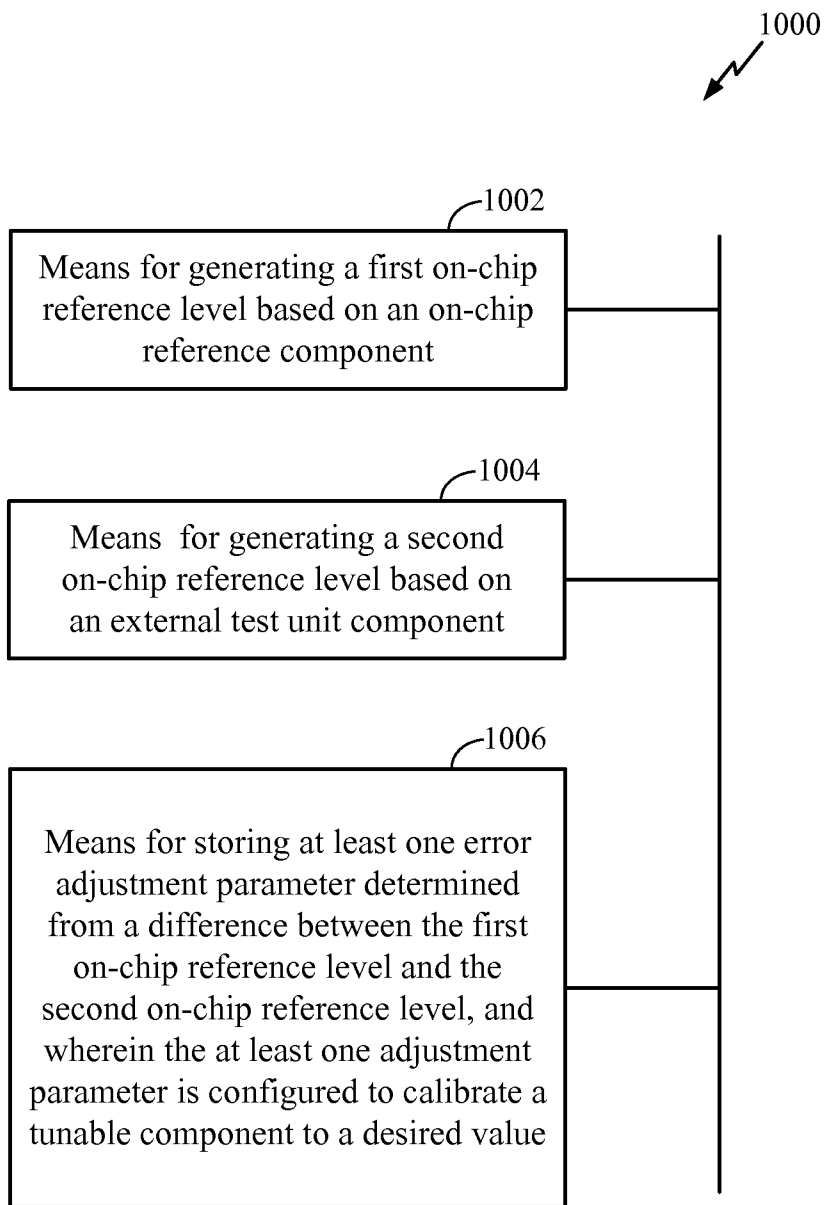 1000
1002
Means for generating a first on-chip
reference level based on an on-chip
reference component
1004
Means for generating a second
on-chip reference level based on
an external test unit component
1006
Means for storing at least one error
adjustment parameter determined
from a difference between the first
on-chip reference level and the
second on-chip reference level, and
wherein the at least one adjustment
parameter is configured to calibrate a
tunable component to a desired value